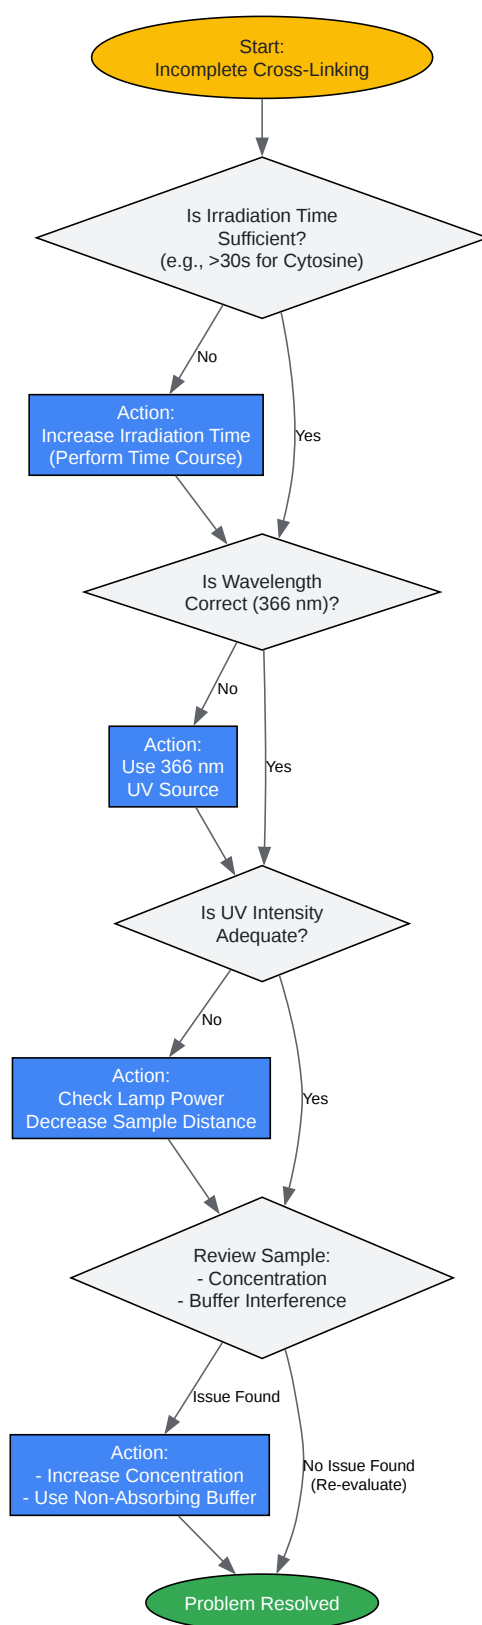 Start:
Incomplete Cross-Linking
Is Irradiation Time
Sufficient?
(e.g., >30s for Cytosine)
No
Action:
Increase Irradiation Time
(Perform Time Course)
Yes
Is Wavelength
Correct (366 nm)?
No
Action:
Use 366 nm
UV Source
Yes
Is UV Intensity
Adequate?
No
Action:
Check Lamp Power
Decrease Sample Distance
Yes
Review Sample:
- Concentration
- Buffer Interference
Issue Found
Action:
- Increase Concentration
- Use Non-Absorbing Buffer
No Issue Found
(Re-evaluate)
Problem Resolved